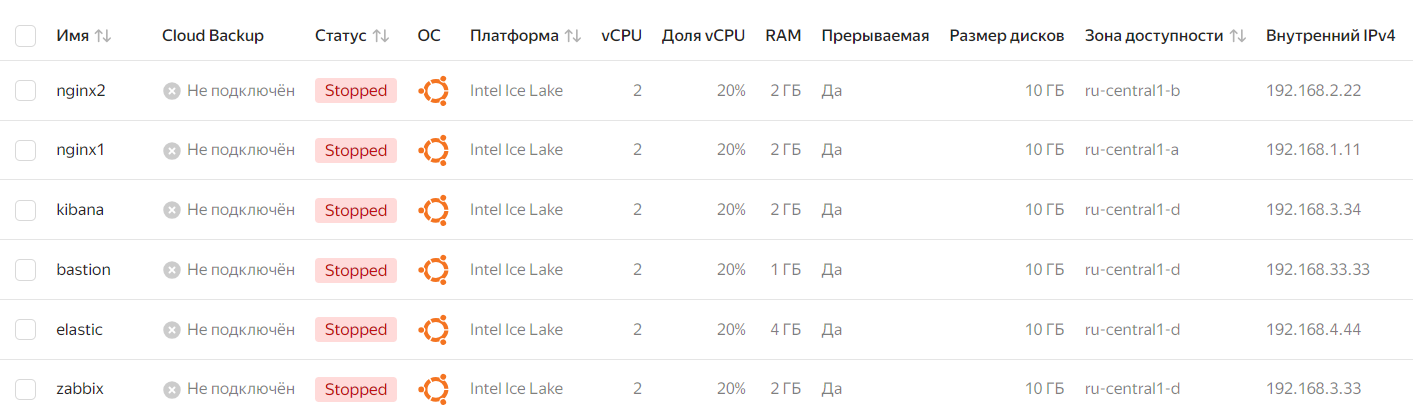 Имя Cloud Backup Статус ОС Платформа vCPU Доля vCPU RAM Прерываемая Размер дисков Зона доступности Внутренний IPv4
nginx2 Не подключён Stopped Intel Ice Lake 2 20% 2 ГБ Да 10 ГБ ru-central1-b 192.168.2.22
nginx1 Не подключён Stopped Intel Ice Lake 2 20% 2 ГБ Да 10 ГБ ru-central1-a 192.168.1.11
kibana Не подключён Stopped Intel Ice Lake 2 20% 2 ГБ Да 10 ГБ ru-central1-d 192.168.3.34
bastion Не подключён Stopped Intel Ice Lake 2 20% 1 ГБ Да 10 ГБ ru-central1-d 192.168.33.33
elastic Не подключён Stopped Intel Ice Lake 2 20% 4 ГБ Да 10 ГБ ru-central1-d 192.168.4.44
zabbix Не подключён Stopped Intel Ice Lake 2 20% 2 ГБ Да 10 ГБ ru-central1-d 192.168.3.33